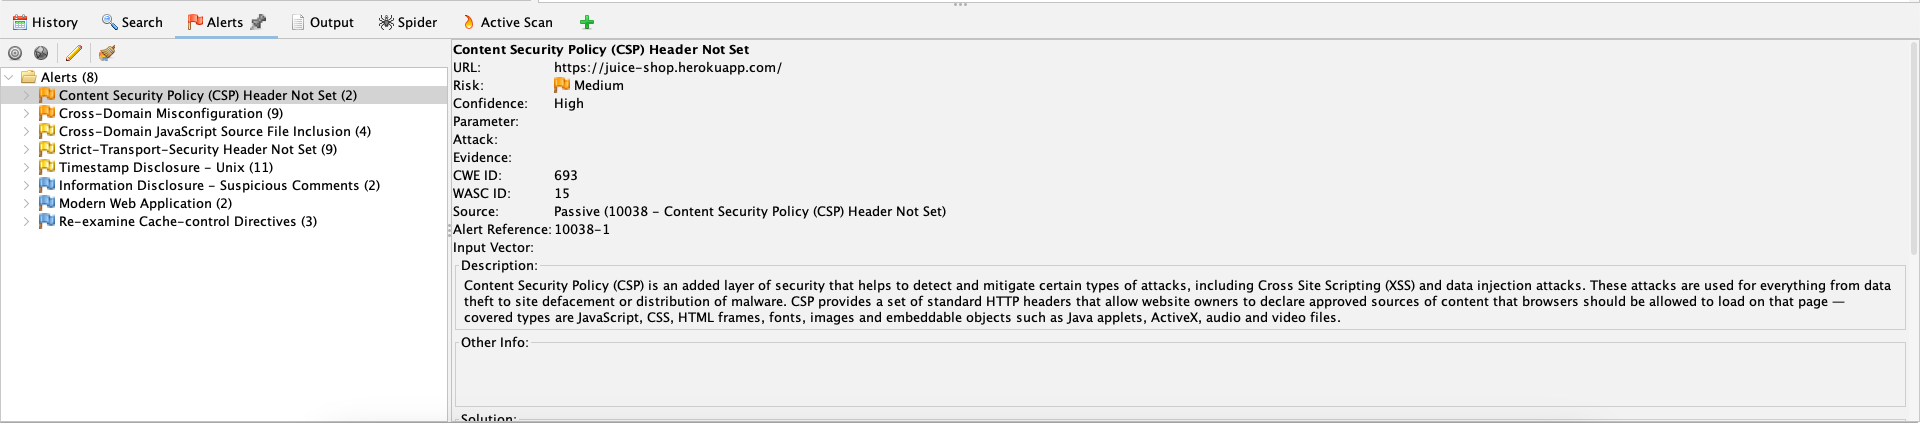 History Search Alerts Output Spider Active Scan
Alerts (8)
Content Security Policy (CSP) Header Not Set (2)
Cross-Domain Misconfiguration (9)
Cross-Domain JavaScript Source File Inclusion (4)
Strict-Transport-Security Header Not Set (9)
Timestamp Disclosure - Unix (11)
Information Disclosure - Suspicious Comments (2)
Modern Web Application (2)
Re-examine Cache-control Directives (3)
Content Security Policy (CSP) Header Not Set
URL: https://juice-shop.herokuapp.com/
Risk: Medium
Confidence: High
Parameter:
Attack:
Evidence:
CWE ID: 693
WASC ID: 15
Source: Passive (10038 - Content Security Policy (CSP) Header Not Set)
Alert Reference: 10038-1
Input Vector:
Description:
Content Security Policy (CSP) is an added layer of security that helps to detect and mitigate certain types of attacks, including Cross Site Scripting (XSS) and data injection attacks. These attacks are used for everything from data
theft to site defacement or distribution of malware. CSP provides a set of standard HTTP headers that allow website owners to declare approved sources of content that browsers should be allowed to load on that page —
covered types are JavaScript, CSS, HTML frames, fonts, images and embeddable objects such as Java applets, ActiveX, audio and video files.
Other Info:
Solution: